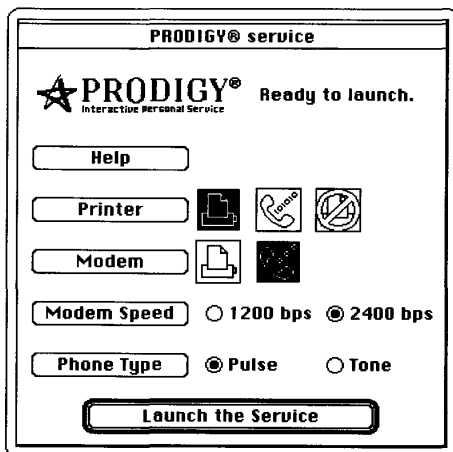 PRODIGY® service
PRODIGY® Ready to launch.
Interactive Personal Service
Help
Printer
Modem
Modem Speed 1200 bps 2400 bps
Phone Type Pulse Tone
Launch the Service